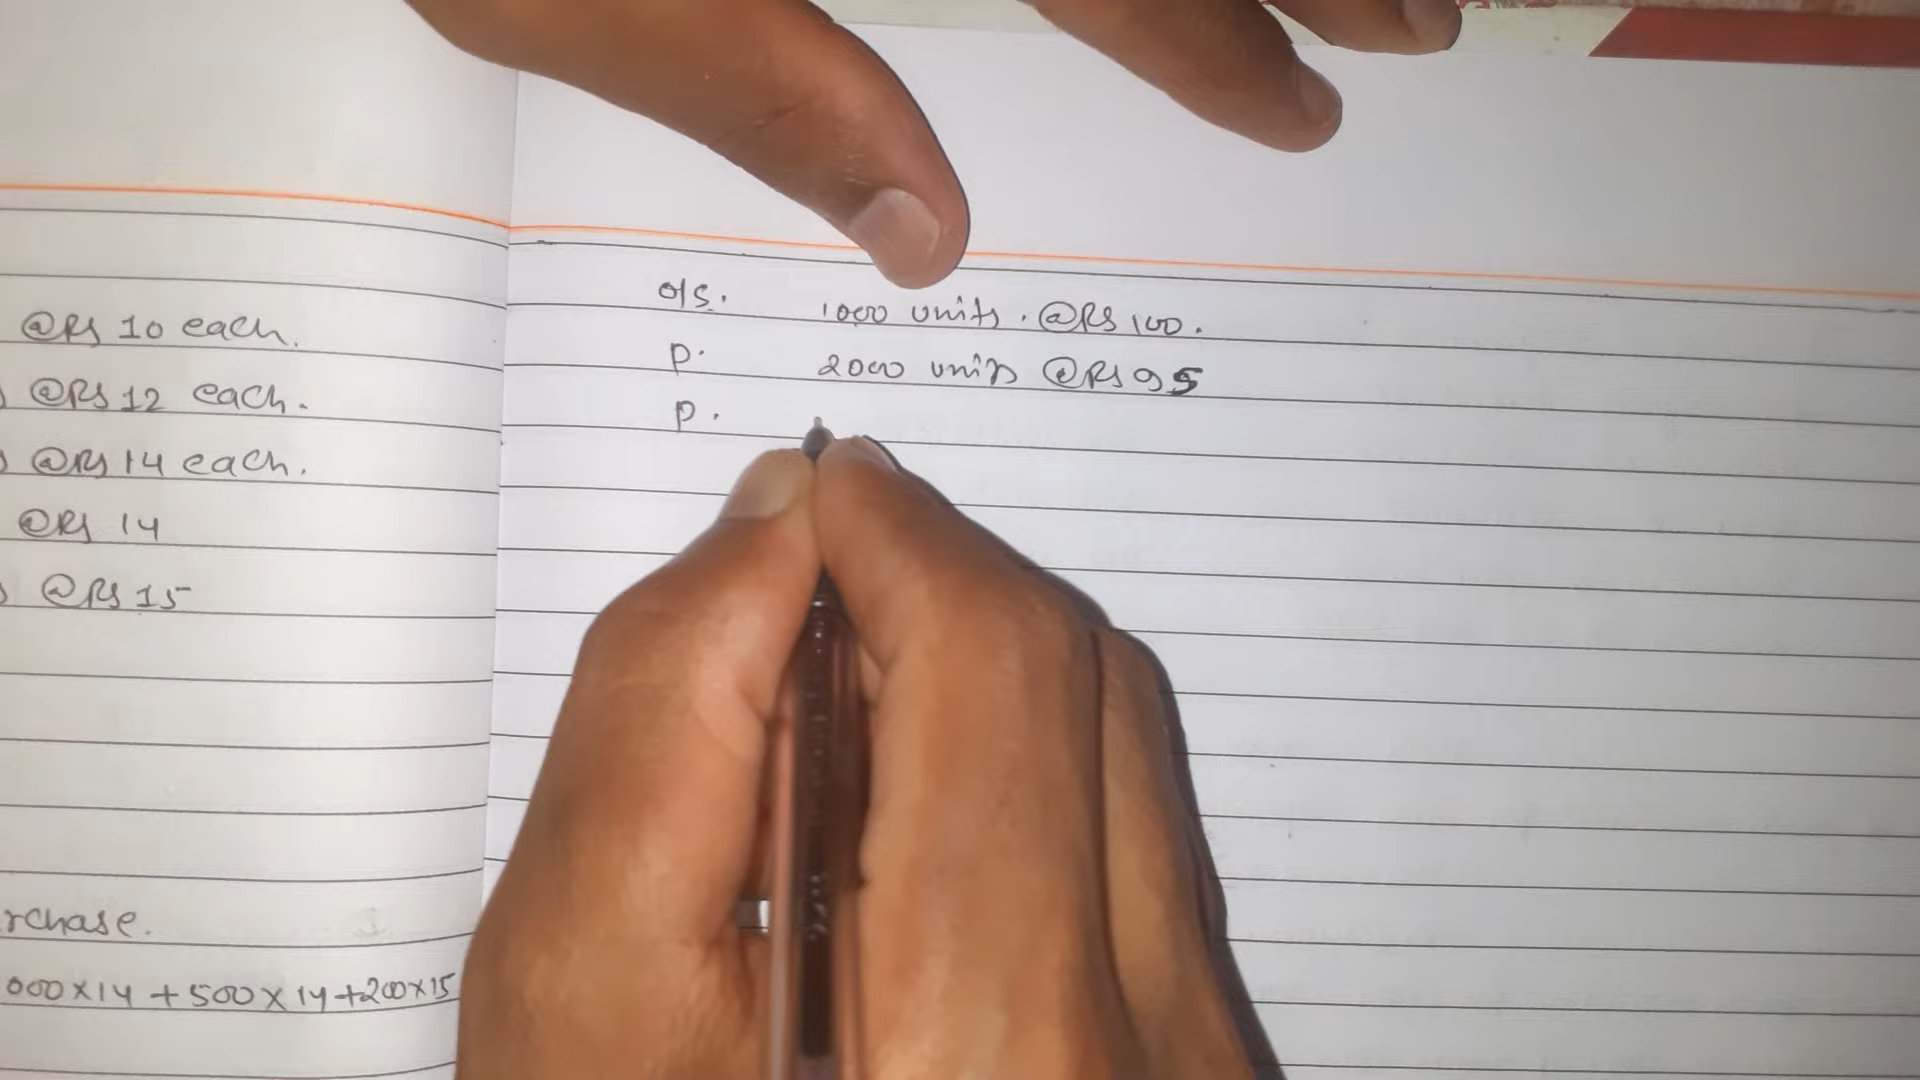 @Rs 10 each.
@Rs 12 each.
@Rs 14 each.
@Rs 14
@Rs 15
rchase.
000×14 + 500×14+200×15
o/s. 1000 units. @Rs 100.
P. 2000 units @Rs 95
P.